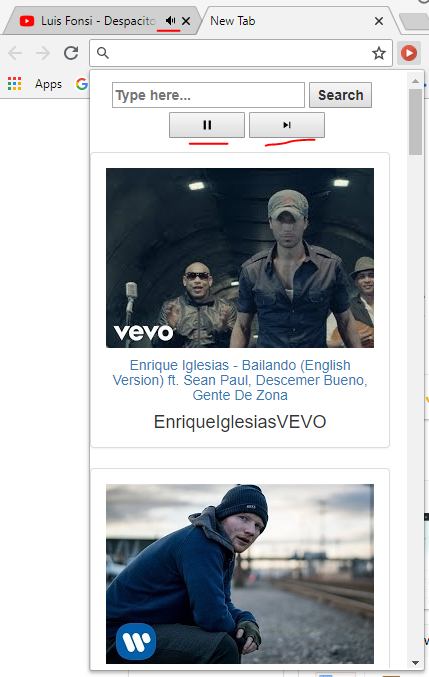 Luis Fonsi - Despacito
New Tab
Apps
Type here...
Search
vevo
Enrique Iglesias - Bailando (English
Version) ft. Sean Paul, Descemer Bueno,
Gente De Zona
EnriqueIglesiasVEVO